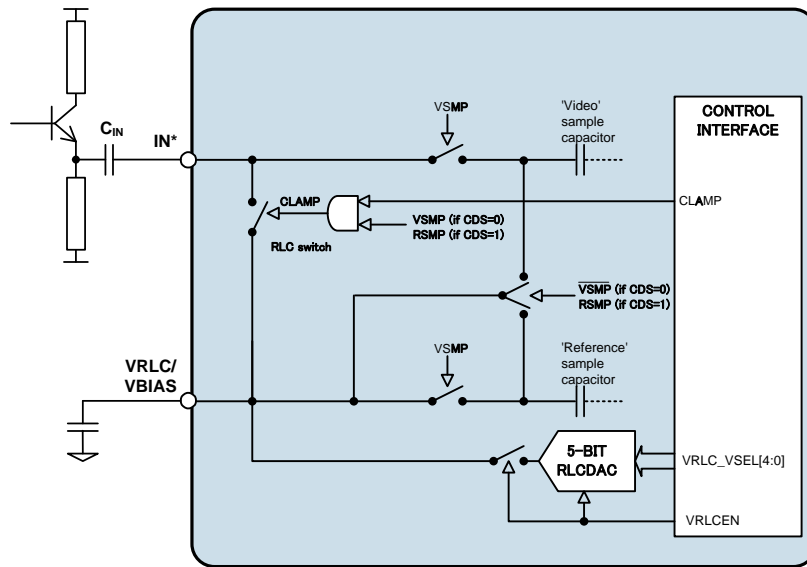 CIN
IN*
VSMP
'Video'
sample
capacitor
CONTROL
INTERFACE
CLAMP
CLAMP
VSMP (if CDS=0)
RSMP (if CDS=1)
RLC switch
V̅S̅M̅P̅ (if CDS=0)
RSMP (if CDS=1)
VRLC/
VBIAS
VSMP
'Reference'
sample
capacitor
5-BIT
RLCDAC
VRLC_VSEL[4:0]
VRLCEN